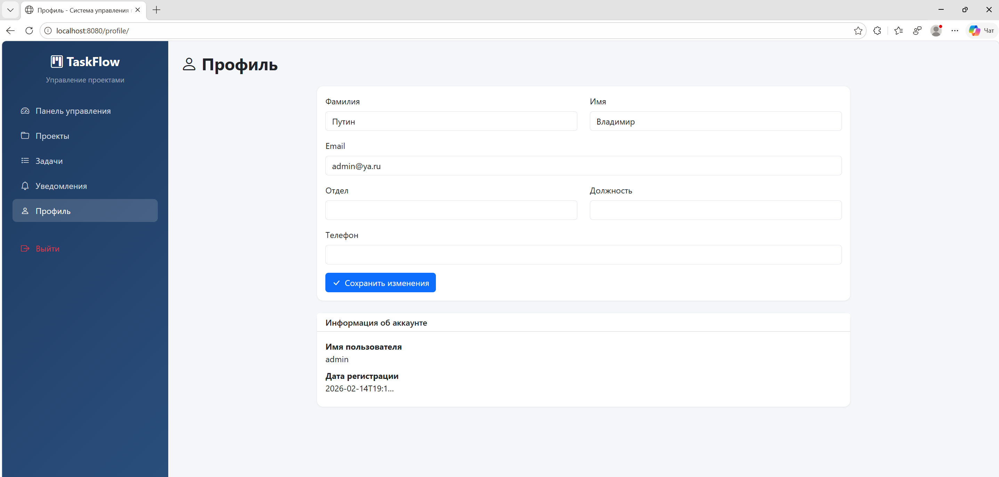 Профиль - Система управления
localhost:8080/profile/
Чат
TaskFlow
Управление проектами
Панель управления
Проекты
Задачи
Уведомления
Профиль
Выйти
Профиль
Фамилия
Имя
Путин
Владимир
Email
admin@ya.ru
Отдел
Должность
Телефон
Сохранить изменения
Информация об аккаунте
Имя пользователя
admin
Дата регистрации
2026-02-14T19:1...